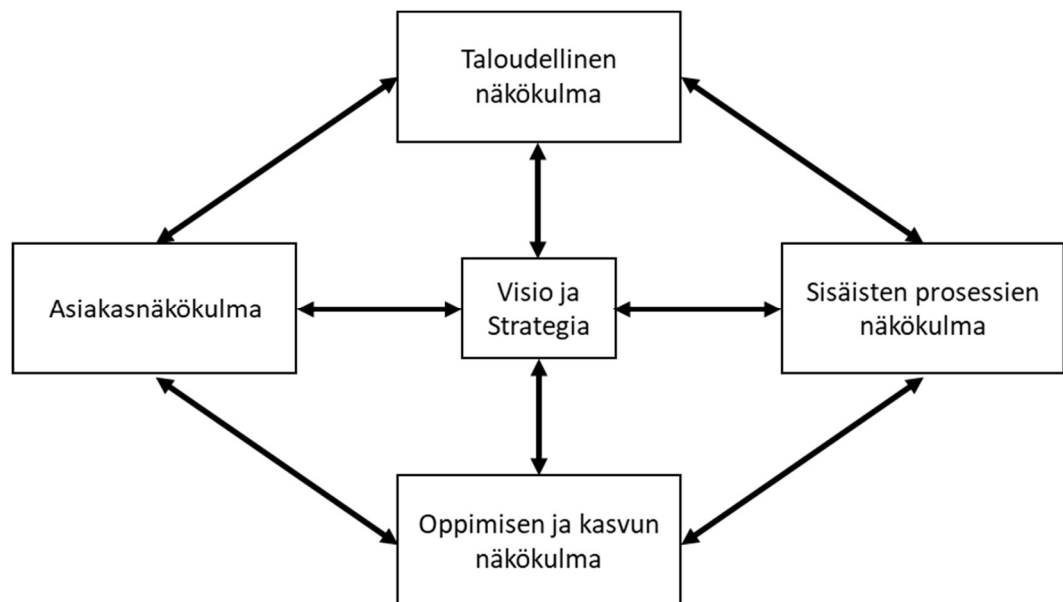 Taloudellinen
näkökulma
Asiakasnäkökulma
Visio ja
Strategia
Sisäisten prosessien
näkökulma
Oppimisen ja kasvun
näkökulma